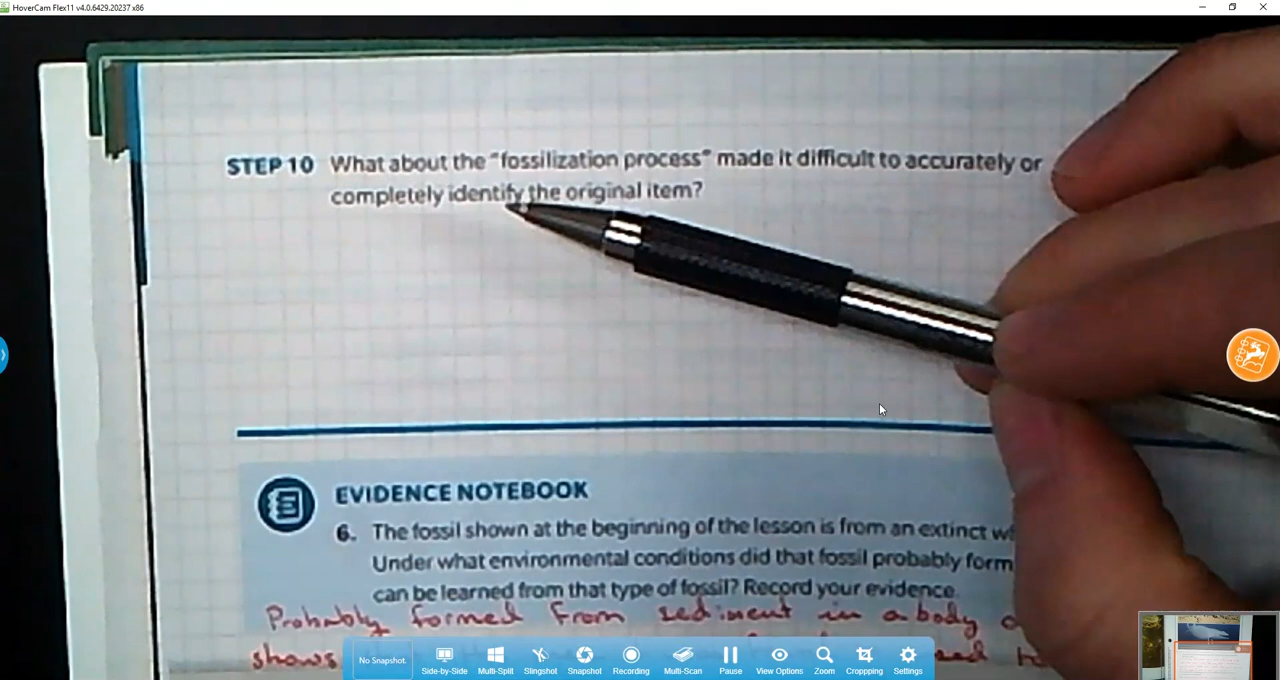 HoverCam Flex11 v4.0.6429.20237 x86
STEP 10 What about the "fossilization process" made it difficult to accurately or
completely identify the original item?
EVIDENCE NOTEBOOK
6. The fossil shown at the beginning of the lesson is from an extinct
Under what environmental conditions did that fossil probably form
can be learned from that type of fossil? Record your evidence.
Probably formed from sediment in a body
shows
No Snapshot.
Side-by-Side
Multi-Split
Slingshot
Snapshot
Recording
Multi-Scan
Pause
View Options
Zoom
Croppping
Settings